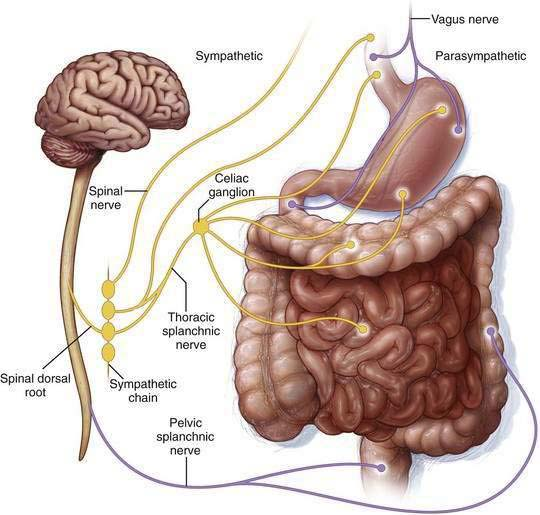 Vagus nerve
Sympathetic
Parasympathetic
Celiac
ganglion
Spinal
nerve
Thoracic
splanchnic
nerve
Spinal dorsal
root
Sympathetic
chain
Pelvic
splanchnic
nerve